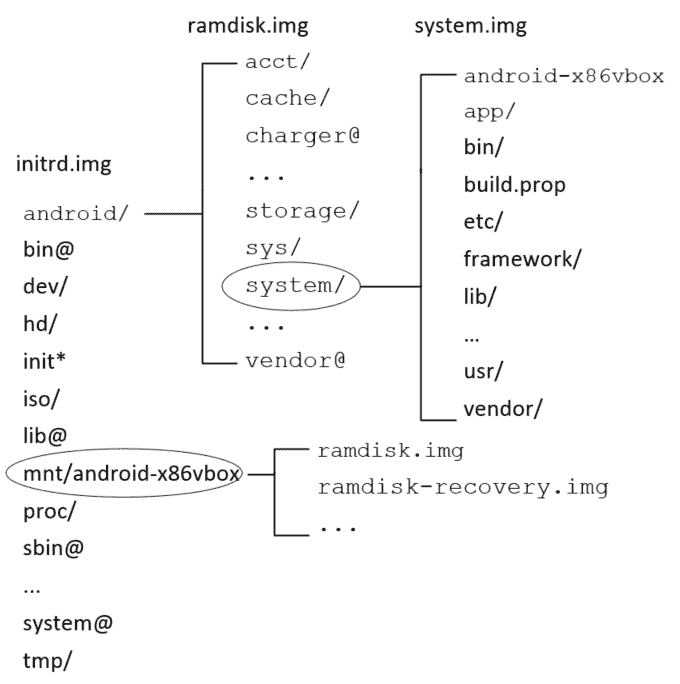 ramdisk.img
acct/
cache/
charger@
...
storage/
sys/
system/
...
vendor@
system.img
android-x86vbox
app/
bin/
build.prop
etc/
framework/
lib/
...
usr/
vendor/
initrd.img
android/
bin@
dev/
hd/
init*
iso/
lib@
mnt/android-x86vbox
proc/
sbin@
...
system@
tmp/
ramdisk.img
ramdisk-recovery.img
...